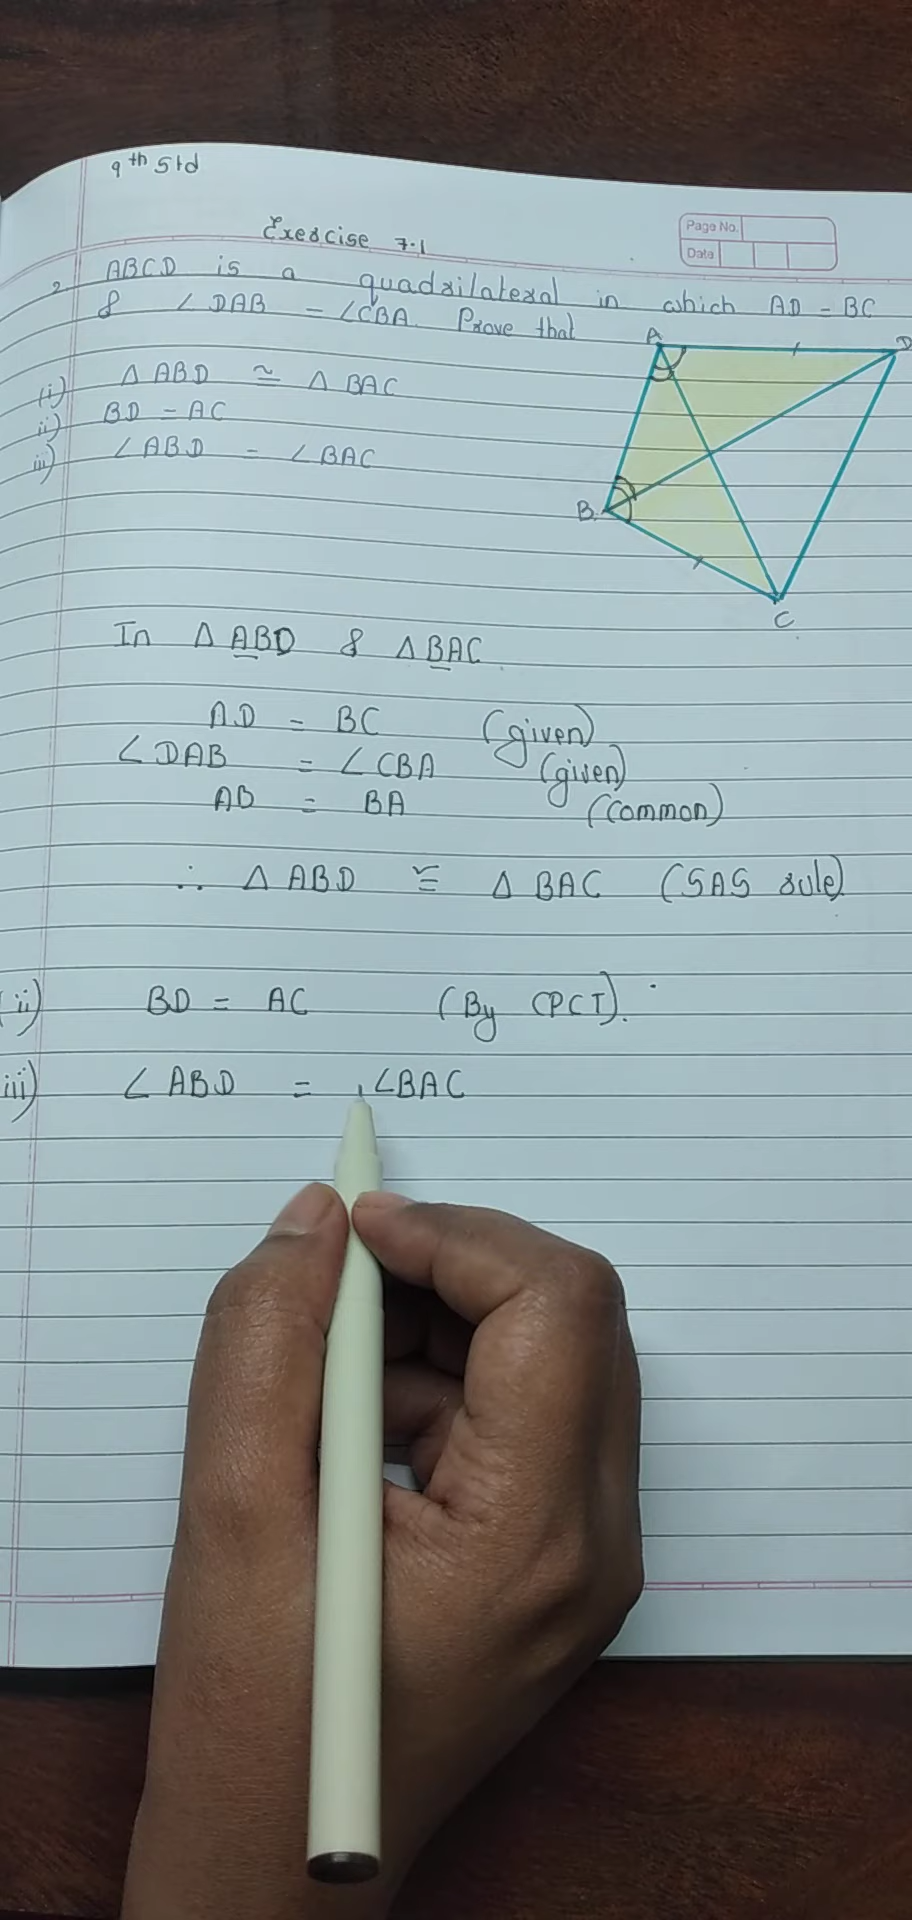 9th Std
Exercise 7.1
Page No.
Date
2 ABCD is a quadrilateral in which AD = BC
& ∠DAB = ∠CBA. Prove that
(i) △ ABD ≅ △ BAC
ii) BD = AC
iii) ∠ABD = ∠BAC
A
D
B
C
In △ ABD & △ BAC
AD = BC (given)
∠DAB = ∠CBA (given)
AB = BA (common)
∴ △ ABD ≅ △ BAC (SAS rule)
(ii) BD = AC (By CPCT).
iii) ∠ABD = ∠BAC